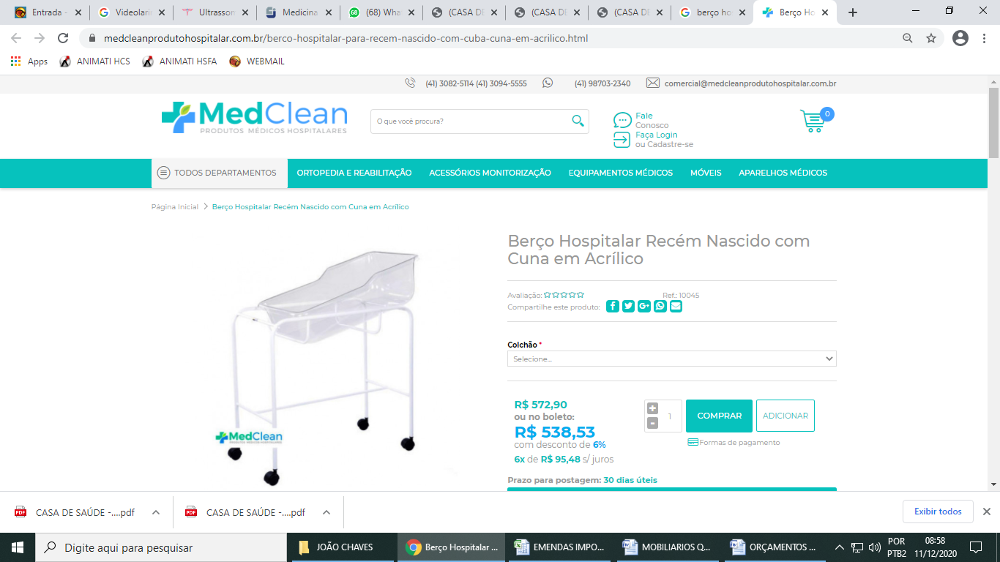 Entrada -
Videolari
Ultrasson
Medicina
68
(68) Wha
(CASA DE
(CASA DE
(CASA DE
berço ho
Berço Ho
medcleanprodutohospitalar.com.br/berco-hospitalar-para-recem-nascido-com-cuba-cuna-em-acrilico.html
Apps
ANIMATI HCS
ANIMATI HSFA
WEBMAIL
(41) 3082-5114 (41) 3094-5555
(41) 98703-2340
comercial@medcleanprodutohospitalar.com.br
MedClean
PRODUTOS MÉDICOS HOSPITALARES
O que você procura?
Fale
Conosco
Faça Login
ou Cadastre-se
0
TODOS DEPARTAMENTOS
ORTOPEDIA E REABILITAÇÃO
ACESSÓRIOS MONITORIZAÇÃO
EQUIPAMENTOS MÉDICOS
MÓVEIS
APARELHOS MÉDICOS
Página Inicial > Berço Hospitalar Recém Nascido com Cuna em Acrílico
Berço Hospitalar Recém Nascido com
Cuna em Acrílico
Avaliação:
Ref.: 10045
Compartilhe este produto:
Colchão *
Selecione...
R$ 572,90
ou no boleto:
R$ 538,53
com desconto de 6%
6x de R$ 95,48 s/ juros
+
-
1
COMPRAR
ADICIONAR
Formas de pagamento
Prazo para postagem: 30 dias úteis
MedClean
PRODUTOS MÉDICOS HOSPITALARES
PDF
CASA DE SAÚDE -....pdf
PDF
CASA DE SAÚDE -....pdf
Exibir todos
Digite aqui para pesquisar
JOÃO CHAVES
Berço Hospitalar ...
EMENDAS IMPO...
MOBILIARIOS Q...
ORÇAMENTOS ...
POR
PTB2
08:58
11/12/2020